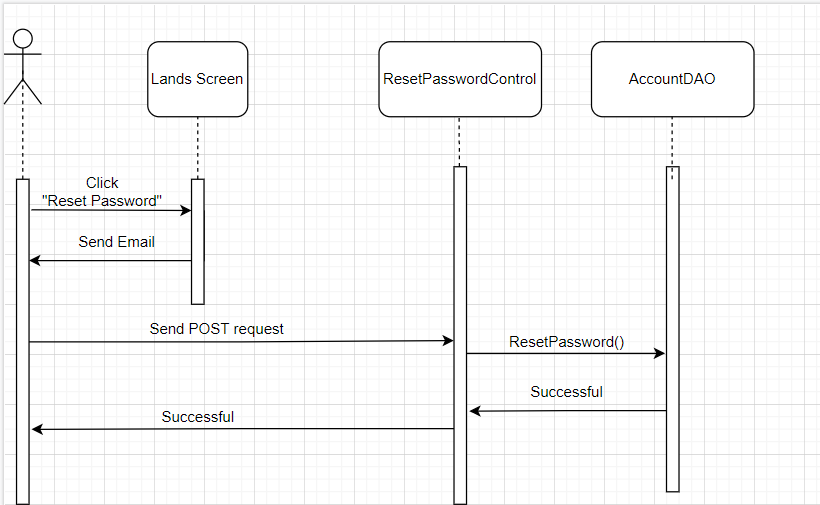 Lands Screen
ResetPasswordControl
AccountDAO
Click
"Reset Password"
Send Email
Send POST request
ResetPassword()
Successful
Successful